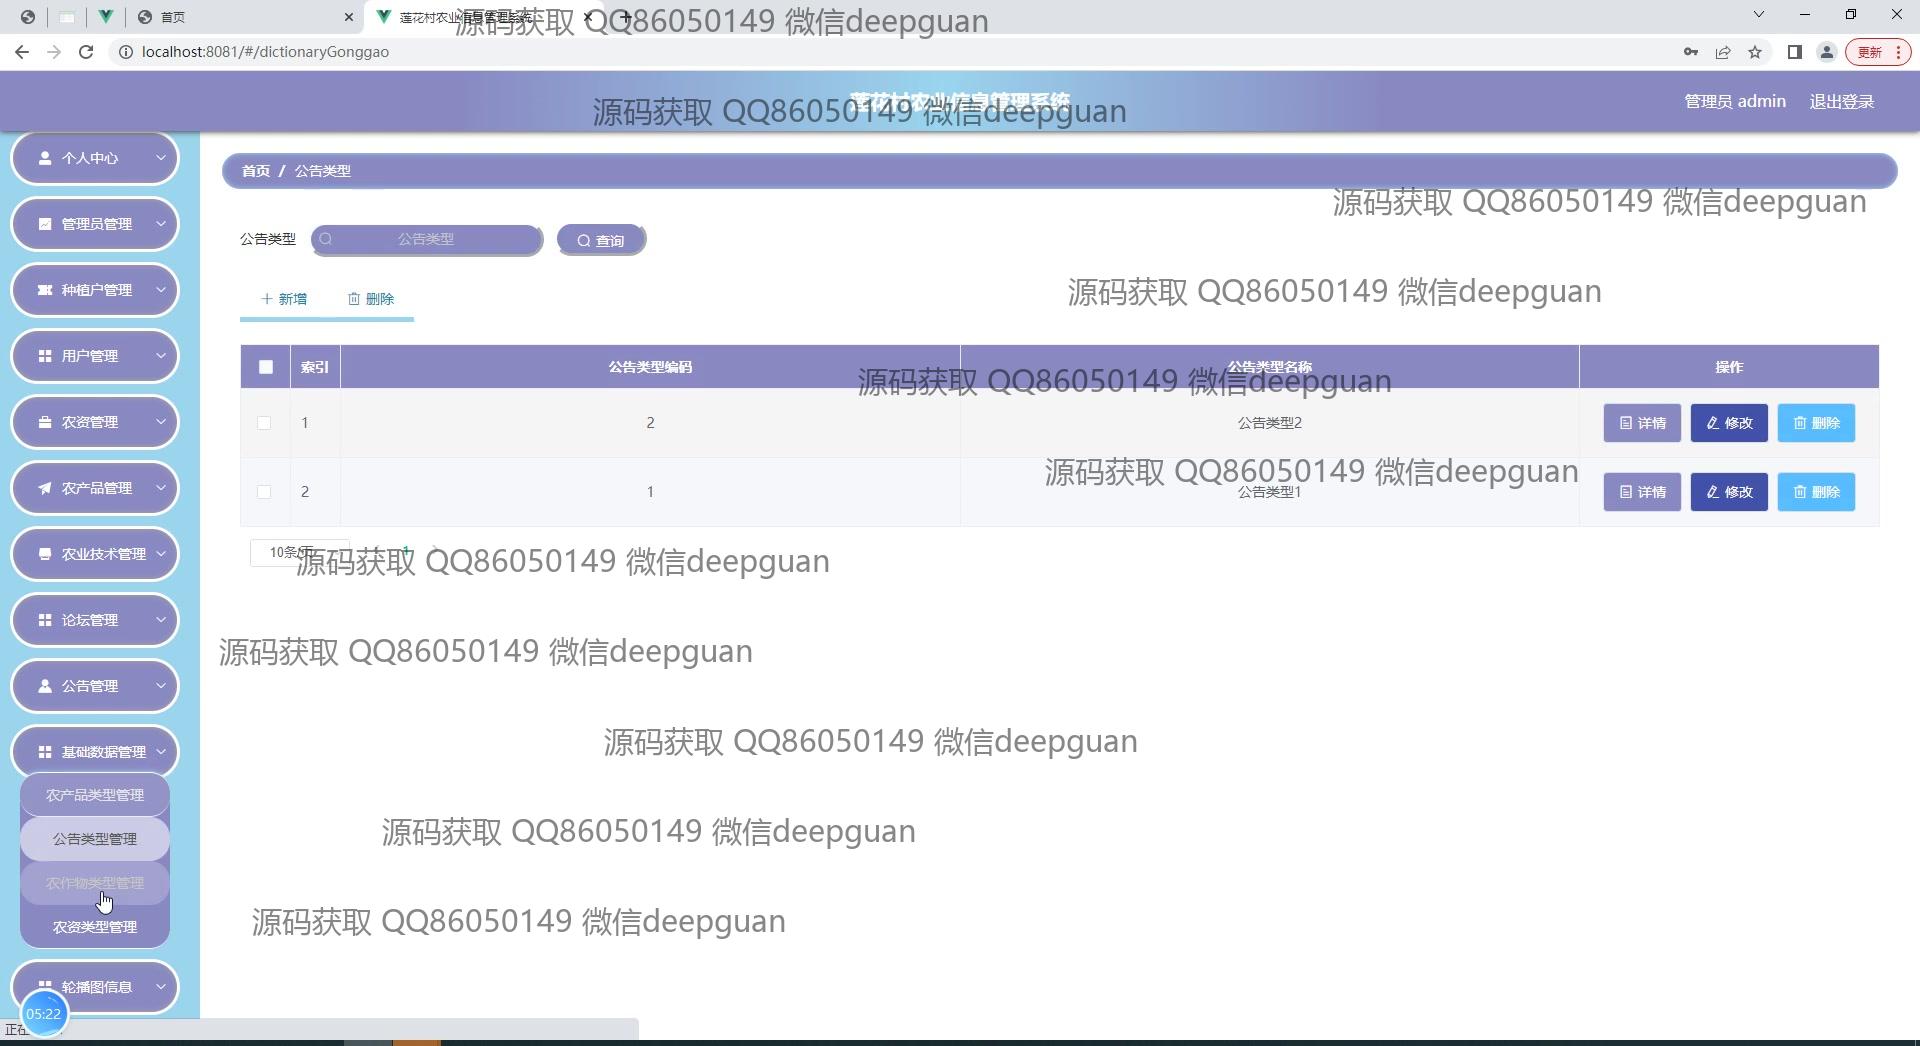 首页
莲花村农业信息管理系统
源码获取 QQ86050149 微信deepguan
localhost:8081/#/dictionaryGonggao
更新
莲花村农业信息管理系统
源码获取 QQ86050149 微信deepguan
管理员 admin
退出登录
个人中心
管理员管理
种植户管理
用户管理
农资管理
农产品管理
农业技术管理
论坛管理
公告管理
基础数据管理
农产品类型管理
公告类型管理
农作物类型管理
农资类型管理
轮播图信息
05:22
首页 / 公告类型
源码获取 QQ86050149 微信deepguan
公告类型
公告类型
查询
源码获取 QQ86050149 微信deepguan
新增
删除
索引 公告类型编码 公告类型名称 操作
源码获取 QQ86050149 微信deepguan
1 2 公告类型2 详情 修改 删除
源码获取 QQ86050149 微信deepguan
2 1 公告类型1 详情 修改 删除
10条/页
1
源码获取 QQ86050149 微信deepguan
源码获取 QQ86050149 微信deepguan
源码获取 QQ86050149 微信deepguan
源码获取 QQ86050149 微信deepguan
源码获取 QQ86050149 微信deepguan